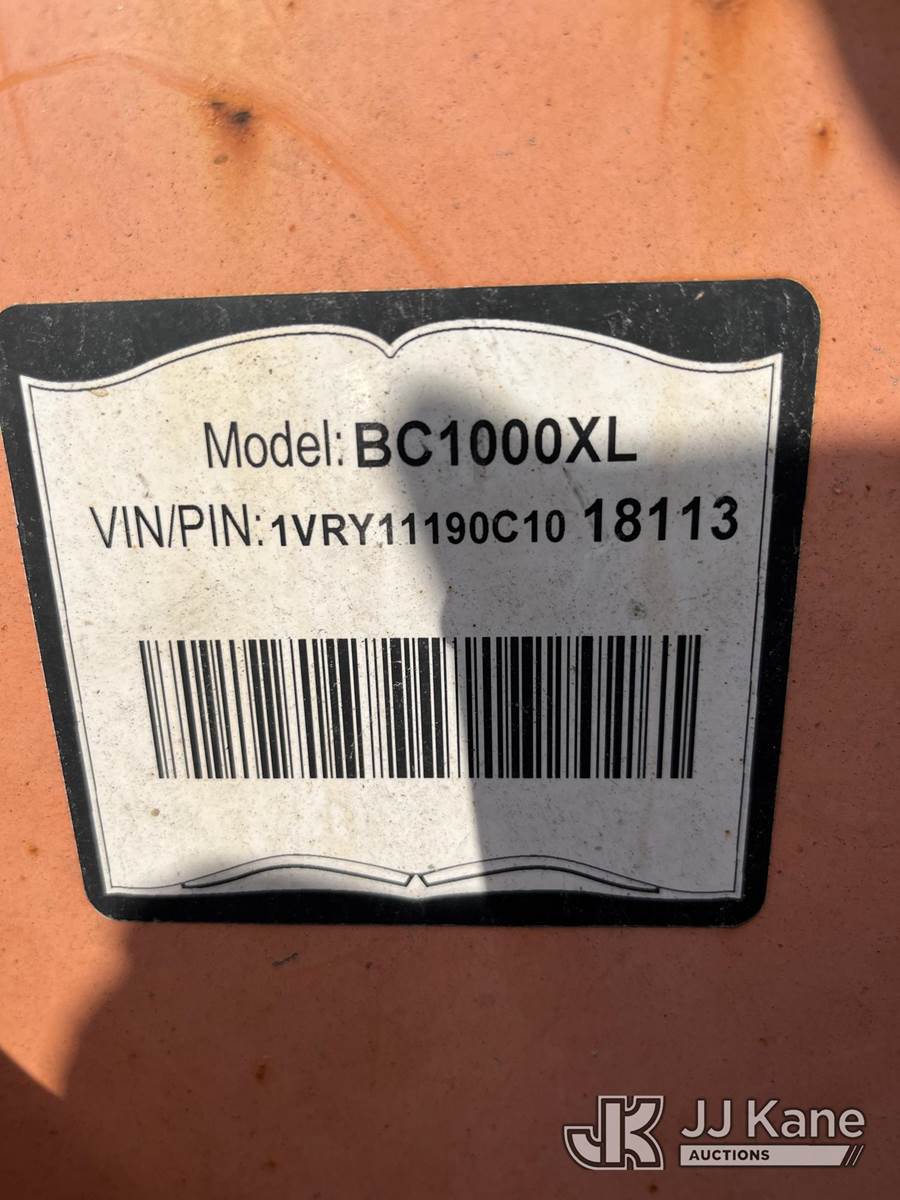 Model: BC1000XL
VIN/PIN: 1VRY11190C10 18113
JK JJ Kane
AUCTIONS